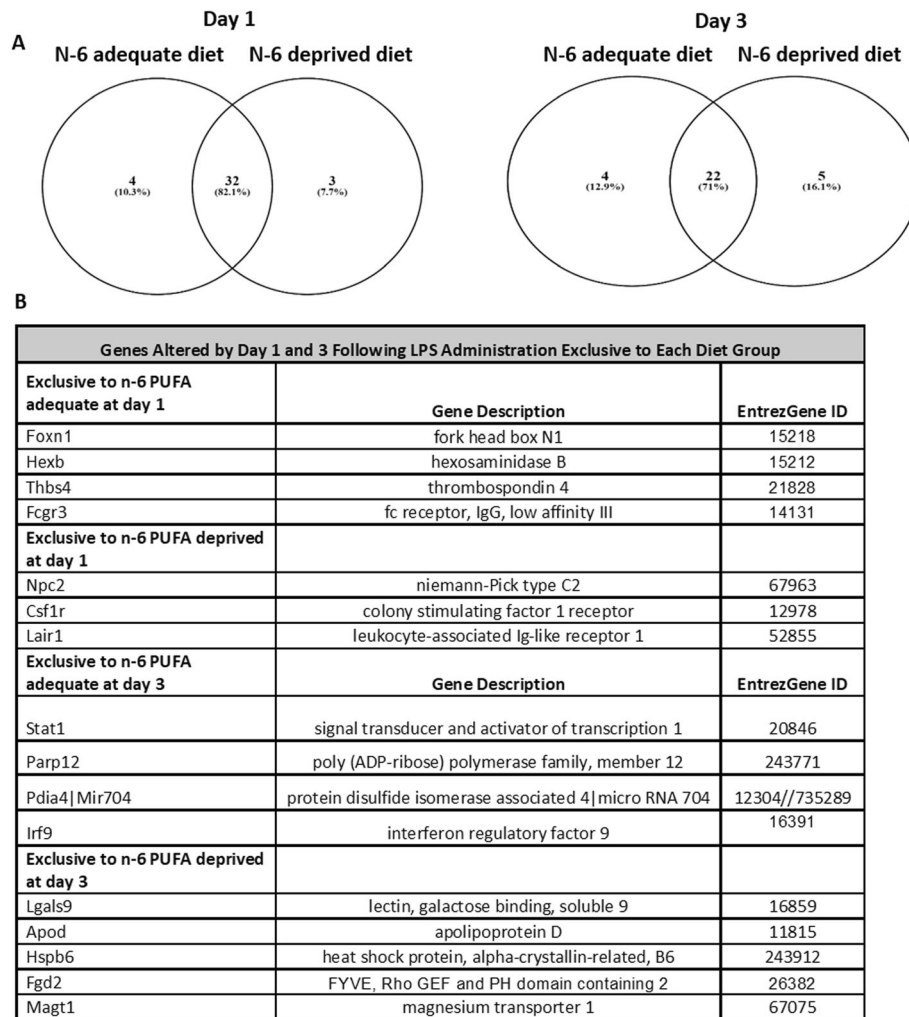 Day 1
Day 3
A
N-6 adequate diet
N-6 deprived diet
N-6 adequate diet
N-6 deprived diet
4
(10.3%)
32
(82.1%)
3
(7.7%)
4
(12.9%)
22
(71%)
5
(16.1%)
B
Genes Altered by Day 1 and 3 Following LPS Administration Exclusive to Each Diet Group
Exclusive to n-6 PUFA
adequate at day 1 Gene Description EntrezGene ID
Foxn1 fork head box N1 15218
Hexb hexosaminidase B 15212
Thbs4 thrombospondin 4 21828
Fcgr3 fc receptor, IgG, low affinity III 14131
Exclusive to n-6 PUFA deprived
at day 1
Npc2 niemann-Pick type C2 67963
Csf1r colony stimulating factor 1 receptor 12978
Lair1 leukocyte-associated Ig-like receptor 1 52855
Exclusive to n-6 PUFA
adequate at day 3 Gene Description EntrezGene ID
Stat1 signal transducer and activator of transcription 1 20846
Parp12 poly (ADP-ribose) polymerase family, member 12 243771
Pdia4|Mir704 protein disulfide isomerase associated 4|micro RNA 704 12304//735289
Irf9 interferon regulatory factor 9 16391
Exclusive to n-6 PUFA deprived
at day 3
Lgals9 lectin, galactose binding, soluble 9 16859
Apod apolipoprotein D 11815
Hspb6 heat shock protein, alpha-crystallin-related, B6 243912
Fgd2 FYVE, Rho GEF and PH domain containing 2 26382
Magt1 magnesium transporter 1 67075